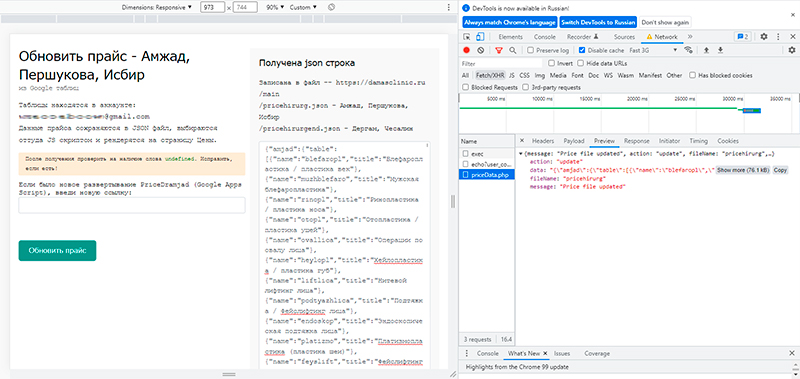 Dimensions: Responsive ▼ 973 × 744 90% ▼ Custom ▼
DevTools is now available in Russian!
Always match Chrome's language Switch DevTools to Russian Don't show again
Elements Console Recorder Sources Network 2
Preserve log Disable cache Fast 3G
Filter Invert Hide data URLs
All Fetch/XHR JS CSS Img Media Font Doc WS Wasm Manifest Other Has blocked cookies
Blocked Requests 3rd-party requests
5000 ms 10000 ms 15000 ms 20000 ms 25000 ms 30000 ms 35000 ms
Name
exec
echo?user_co...
priceData.php
3 requests 16.4
Headers Payload Preview Response Initiator Timing Cookies
{message: "Price file updated", action: "update", fileName: "pricehirurg",…}
action: "update"
data: "{\"amjad\":{\"table\":[{\"name\":\"blefaropl\",\" Show more (76.1 kB) Copy
fileName: "pricehirurg"
message: "Price file updated"
Console What's New Issues Coverage
Highlights from the Chrome 99 update
Обновить прайс - Амжад,
Першукова, Исбир
из Google таблиц
Таблицы находятся в аккаунте:
@gmail.com
Данные прайса сохраняются в JSON файл, выбираются
оттуда JS скриптом и рендерятся на страницу Цены.
После получения проверить на наличие слова undefined. Исправить,
если есть!
Если было новое развертывание PriceDramjad (Google Apps
Script), введи новую ссылку:
Обновить прайс
Получена json строка
Записана в файл -- https://damasclinic.ru
/main
/pricehirurg.json - Амжад, Першукова,
Исбир
/pricehirurgend.json - Дергам, Чесалин
{"amjad":{"table":
[{"name":"blefaropl","title":"Блефаропл
ластика / пластика век"},
{"name":"muzhblefaro","title":"Мужская
блефаропластика"},
{"name":"rinopl","title":"Ринопластика
/ пластика носа"},
{"name":"otopl","title":"Отопластика /
пластика ушей"},
{"name":"ovallica","title":"Операции по
овалу лица"},
{"name":"heylopl","title":"Хейлопластик
а / пластика губ"},
{"name":"liftlica","title":"Нитевой
лифтинг лица"},
{"name":"podtyazhlica","title":"Подтяжк
а / Фейслифтинг лица"},
{"name":"endoskop","title":"Эндоскопиче
ская подтяжка лица"},
{"name":"platizmo","title":"Платизмопла
стика (пластика шеи)"},
{"name":"feyslift","title":"Фейслифтинг